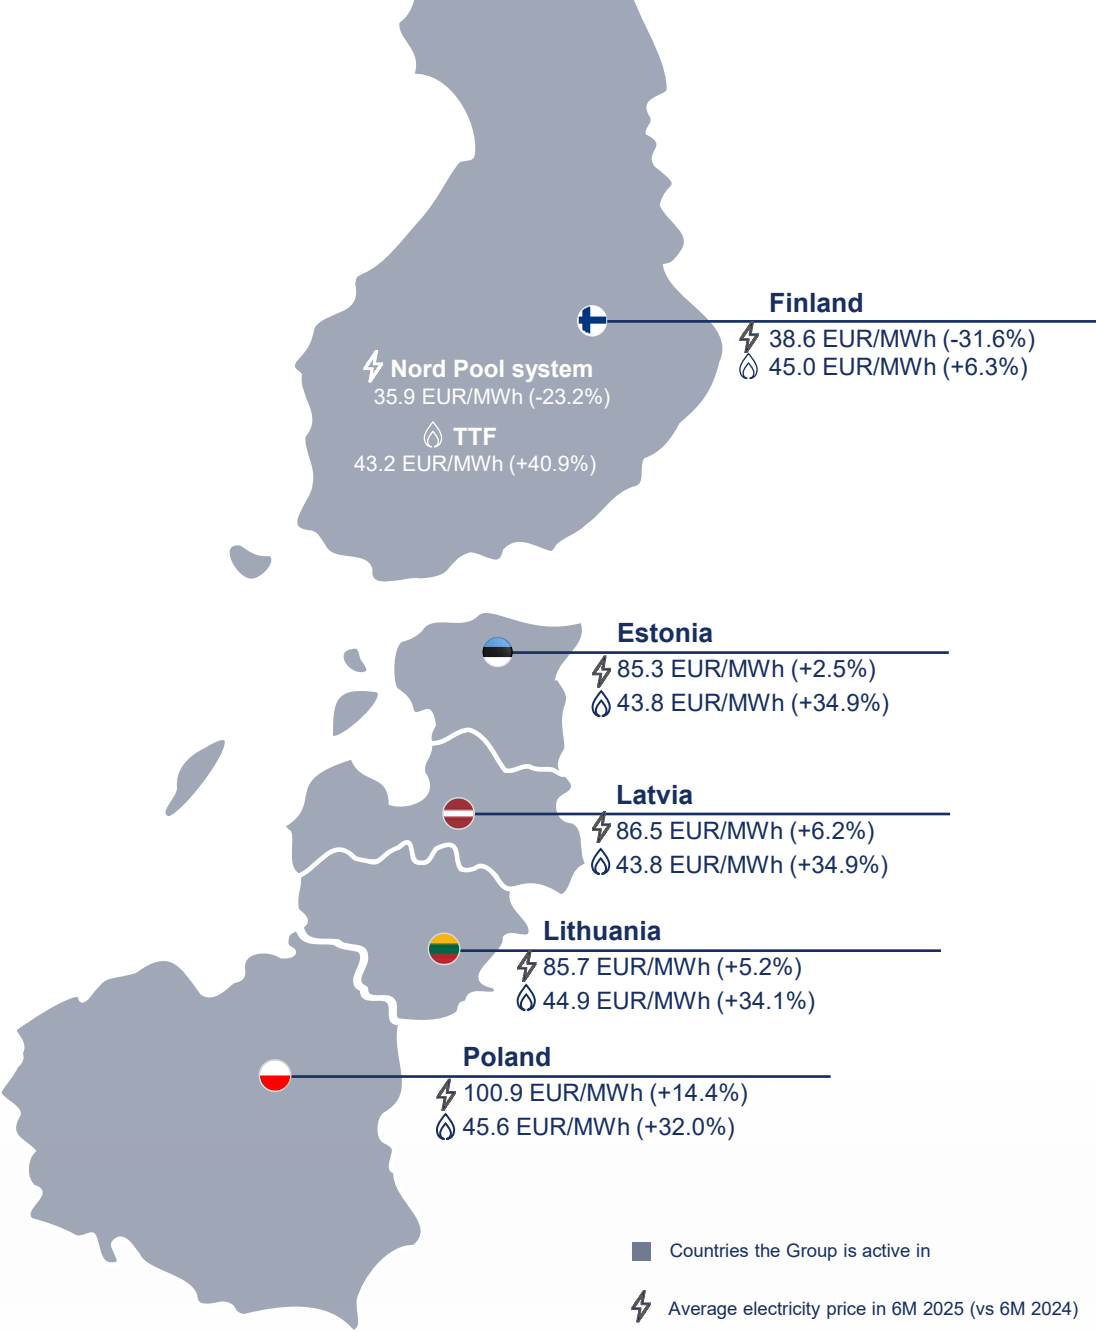 Finland
38.6 EUR/MWh (-31.6%)
45.0 EUR/MWh (+6.3%)
Nord Pool system
35.9 EUR/MWh (-23.2%)
TTF
43.2 EUR/MWh (+40.9%)
Estonia
85.3 EUR/MWh (+2.5%)
43.8 EUR/MWh (+34.9%)
Latvia
86.5 EUR/MWh (+6.2%)
43.8 EUR/MWh (+34.9%)
Lithuania
85.7 EUR/MWh (+5.2%)
44.9 EUR/MWh (+34.1%)
Poland
100.9 EUR/MWh (+14.4%)
45.6 EUR/MWh (+32.0%)
Countries the Group is active in
Average electricity price in 6M 2025 (vs 6M 2024)